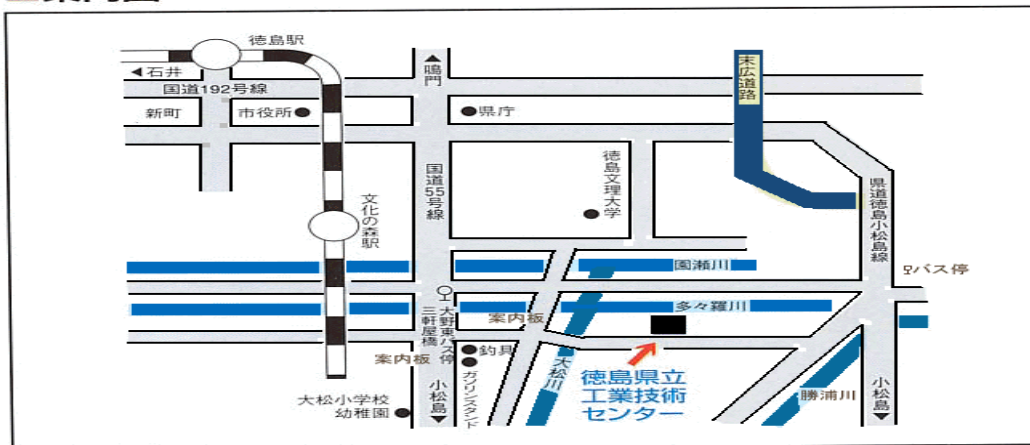 徳島駅
◀石井
国道192号線
新町
市役所
▲鳴門
県庁
末広道路
国道55号線
徳島文理大学
文化の森駅
県道徳島小松島線
園瀬川
バス停
多々羅川
案内板
大野東バス停
三軒屋橋
案内板
釣具
ガソリンスタンド
大松川
徳島県立
工業技術
センター
大松小学校
幼稚園
小松島▼
勝浦川
小松島▼